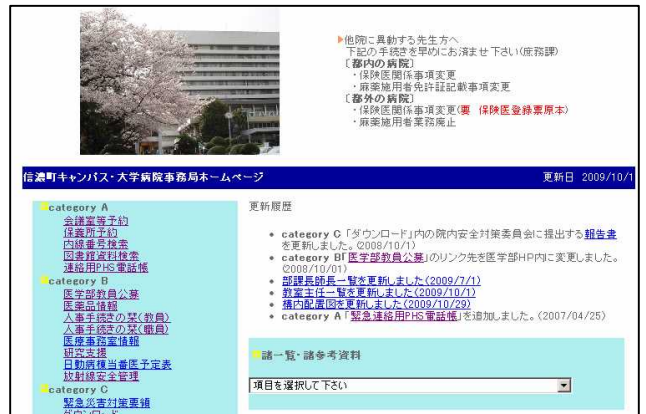 ▶他院に異動する先生方へ
下記の手続きを早めにお済ませ下さい(庶務課)
〔都内の病院〕
・保険医関係事項変更
・麻薬施用者免許証記載事項変更
〔都外の病院〕
・保険医関係事項変更(要 保険医登録票原本)
・麻薬施用者業務廃止
信濃町キャンパス・大学病院事務局ホームページ
更新日 2009/10/1
category A
会議室等予約
保養所予約
内線番号検索
図書館資料検索
連絡用PHS電話帳
category B
医学部教員公募
医薬品情報
人事手続きの栞(教員)
人事手続きの栞(職員)
医療事務室情報
研究支援
日勤病棟当番医予定表
放射線安全管理
category C
緊急災害対策要領
ダウンロード
更新履歴
• category C「ダウンロード」内の院内安全対策委員会に提出する報告書
を更新しました。(2008/10/1)
• category B「医学部教員公募」のリンク先を医学部HP内に変更しました。
(2008/10/01)
• 部課長師長一覧を更新しました(2009/7/1)
• 教室主任一覧を更新しました(2009/10/1)
• 構内配置図を更新しました(2009/10/29)
• category A「緊急連絡用PHS電話帳」を追加しました。(2007/04/25)
諸一覧・諸参考資料
項目を選択して下さい